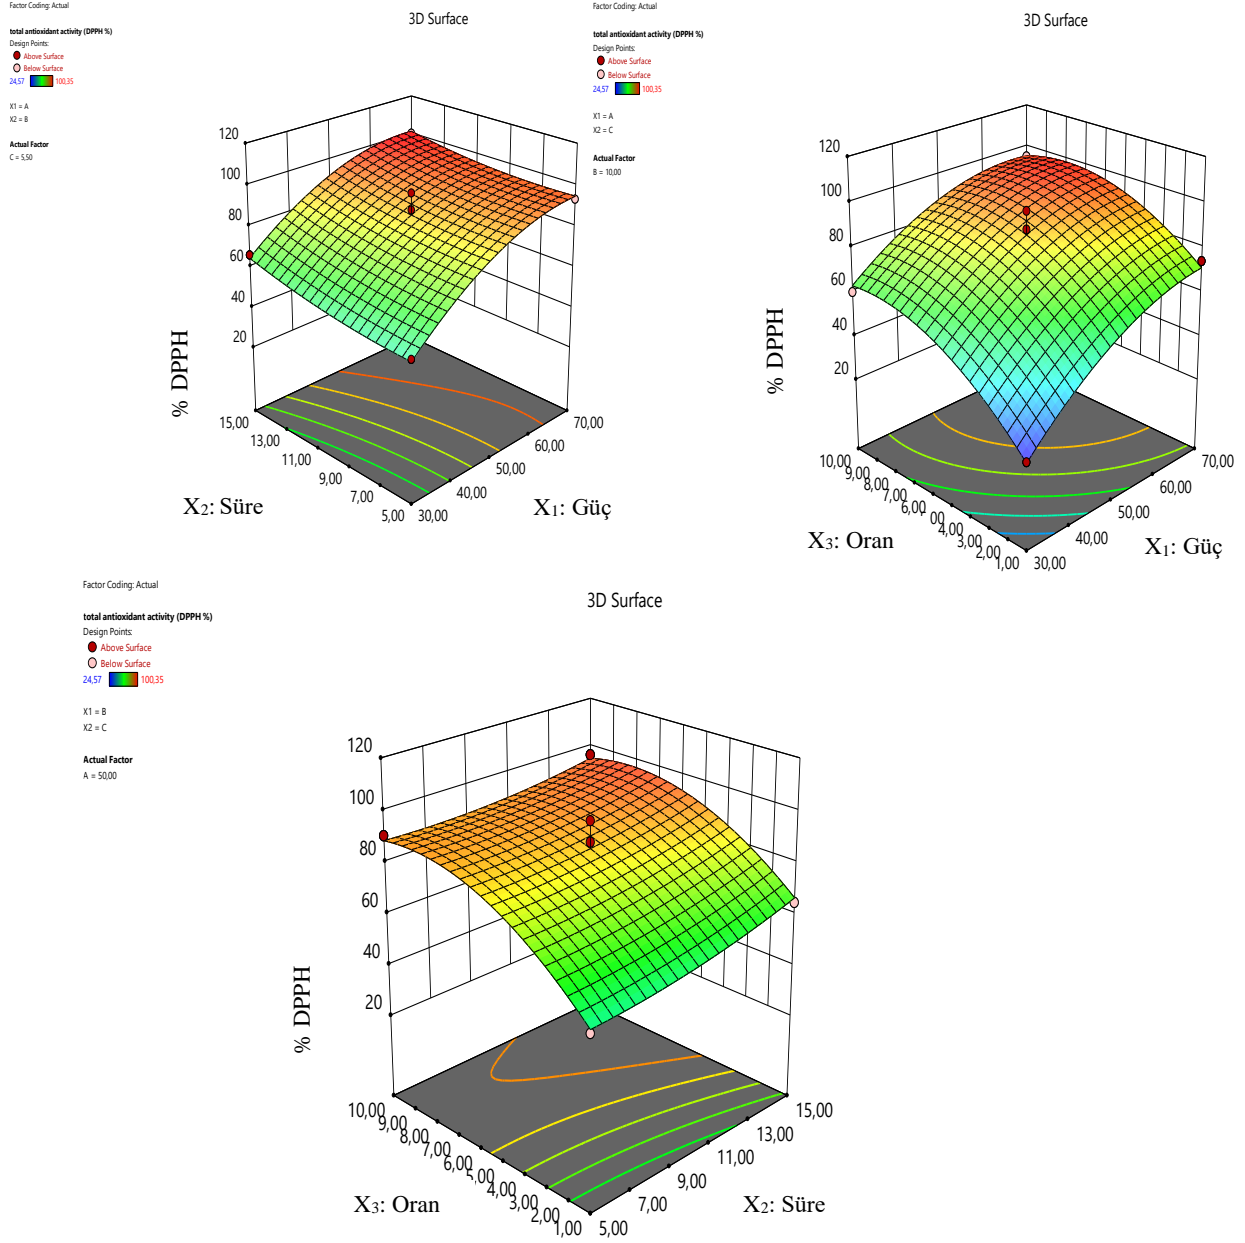 Factor Coding: Actual
3D Surface
total antioxidant activity (DPPH %)
Design Points:
Above Surface
Below Surface
24,57 100,35
X1 = A
X2 = B
Actual Factor
C = 5,50
120
100
80
60
40
20
% DPPH
15,00
13,00
11,00
9,00
7,00
5,00
30,00
40,00
50,00
60,00
70,00
X2: Süre
X1: Güç
Factor Coding: Actual
3D Surface
total antioxidant activity (DPPH %)
Design Points:
Above Surface
Below Surface
24,57 100,35
X1 = A
X2 = C
Actual Factor
B = 10,00
120
100
80
60
40
20
% DPPH
10,00
9,00
8,00
7,00
6,00
00
4,00
3,00
2,00
1,00
30,00
40,00
50,00
60,00
70,00
X3: Oran
X1: Güç
Factor Coding: Actual
3D Surface
total antioxidant activity (DPPH %)
Design Points:
Above Surface
Below Surface
24,57 100,35
X1 = B
X2 = C
Actual Factor
A = 50,00
120
100
80
60
40
20
% DPPH
10,00
9,00
8,00
7,00
6,00
5,00
4,00
3,00
2,00
1,00
5,00
7,00
9,00
11,00
13,00
15,00
X3: Oran
X2: Süre